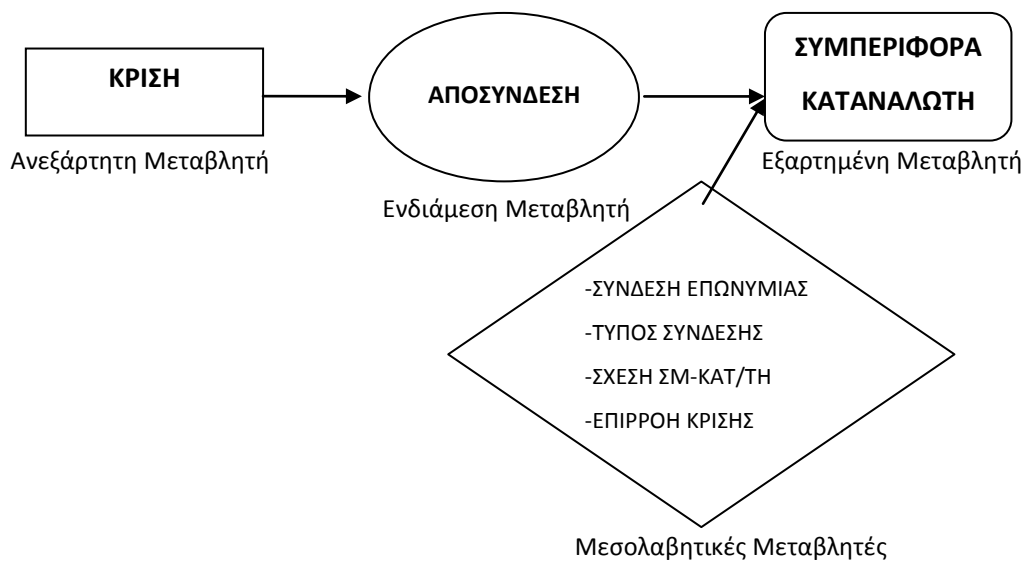 ΚΡΙΣΗ
Ανεξάρτητη Μεταβλητή
ΑΠΟΣΥΝΔΕΣΗ
Ενδιάμεση Μεταβλητή
ΣΥΜΠΕΡΙΦΟΡΑ
ΚΑΤΑΝΑΛΩΤΗ
Εξαρτημένη Μεταβλητή
-ΣΥΝΔΕΣΗ ΕΠΩΝΥΜΙΑΣ
-ΤΥΠΟΣ ΣΥΝΔΕΣΗΣ
-ΣΧΕΣΗ ΣΜ-ΚΑΤ/ΤΗ
-ΕΠΙΡΡΟΗ ΚΡΙΣΗΣ
Μεσολαβητικές Μεταβλητές